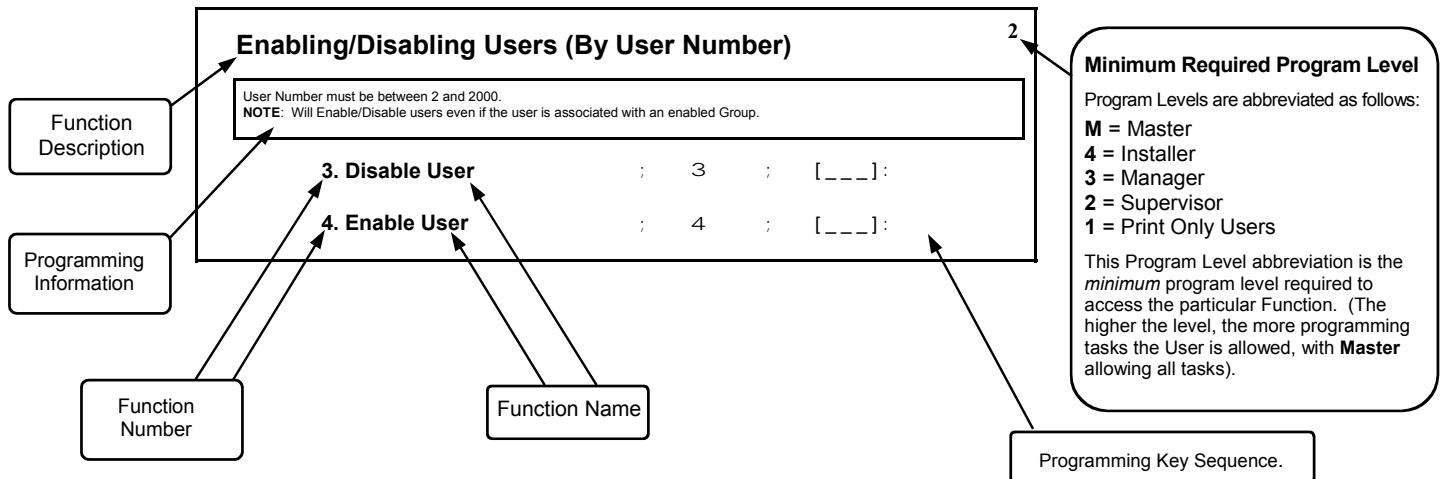 Enabling/Disabling Users (By User Number)
2
User Number must be between 2 and 2000.
NOTE: Will Enable/Disable users even if the user is associated with an enabled Group.
3. Disable User ; 3 ; [___]:
4. Enable User ; 4 ; [___]:
Function
Description
Programming
Information
Function
Number
Function Name
Programming Key Sequence.
Minimum Required Program Level
Program Levels are abbreviated as follows:
M = Master
4 = Installer
3 = Manager
2 = Supervisor
1 = Print Only Users
This Program Level abbreviation is the
minimum program level required to
access the particular Function. (The
higher the level, the more programming
tasks the User is allowed, with Master
allowing all tasks).